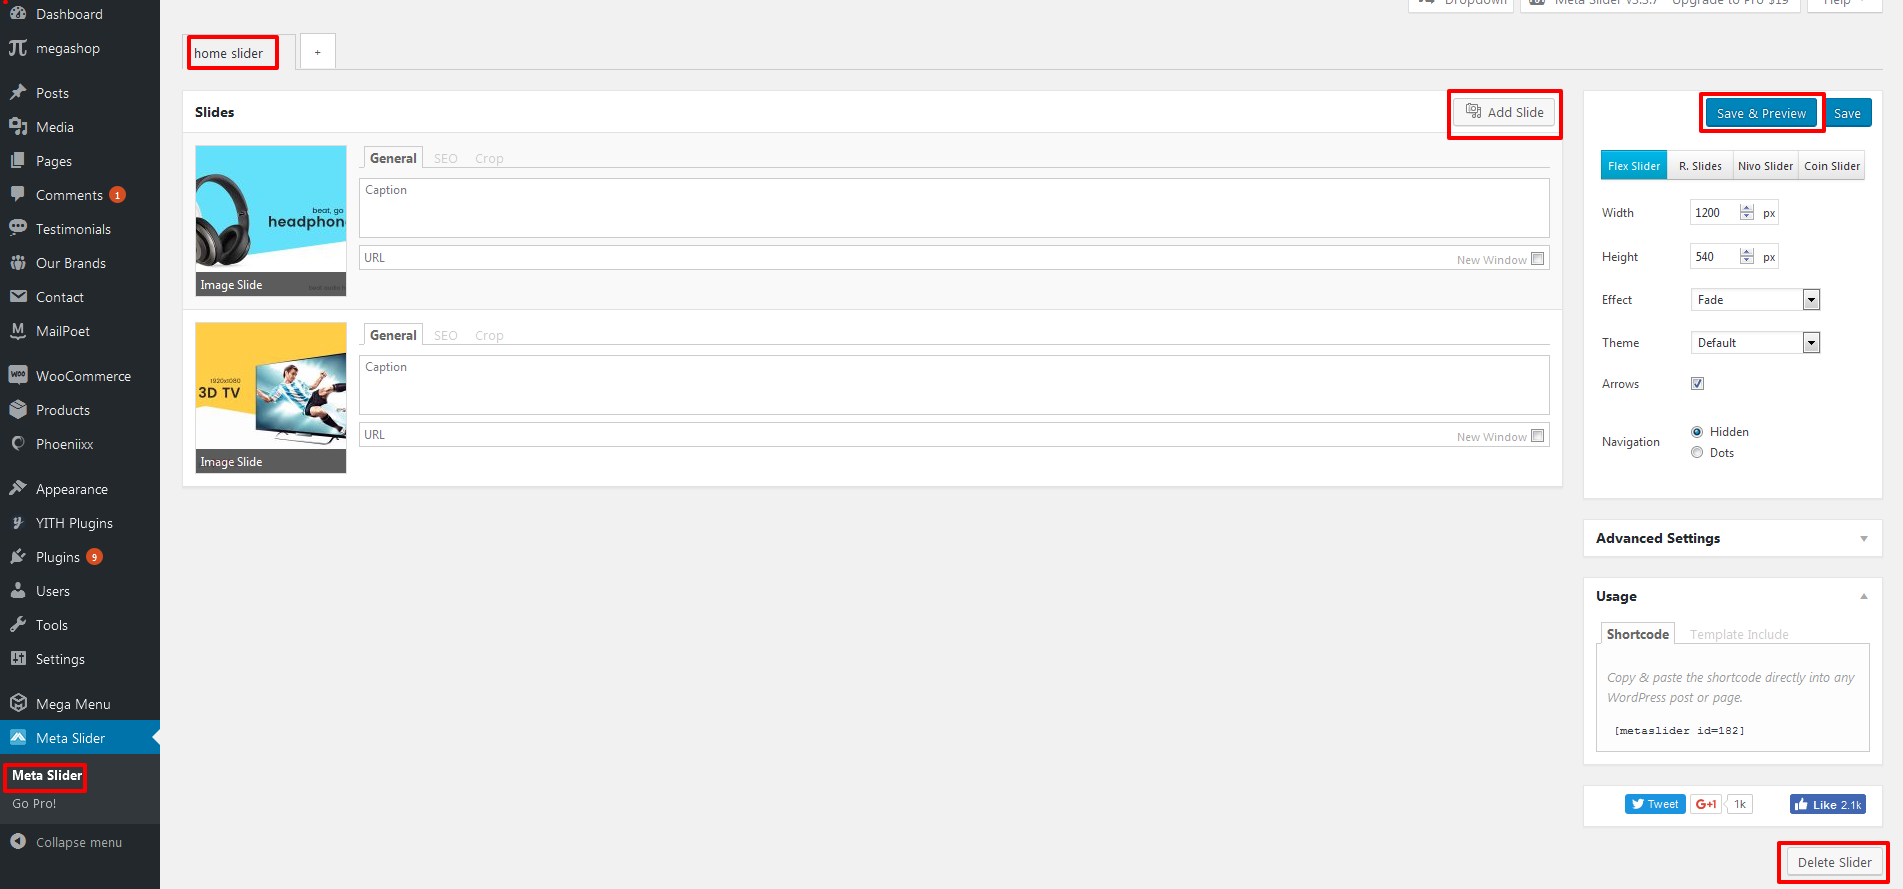 Dashboard
megashop
Posts
Media
Pages
Comments 1
Testimonials
Our Brands
Contact
MailPoet
WooCommerce
Products
Phoeniixx
Appearance
YITH Plugins
Plugins 9
Users
Tools
Settings
Mega Menu
Meta Slider
Meta Slider
Go Pro!
Collapse menu
Dropdown
Meta Slider v3.3.7 Upgrade to Pro $19
Help
home slider
+
Slides
Add Slide
beat, go
headphon
Image Slide
General SEO Crop
Caption
URL
New Window
1920x1080
3D TV
Image Slide
General SEO Crop
Caption
URL
New Window
Save & Preview Save
Flex Slider R. Slides Nivo Slider Coin Slider
Width 1200 px
Height 540 px
Effect Fade
Theme Default
Arrows
Navigation
Hidden
Dots
Advanced Settings
Usage
Shortcode Template Include
Copy & paste the shortcode directly into any
WordPress post or page.
[metaslider id=182]
Tweet G+1 1k Like 2.1k
Delete Slider